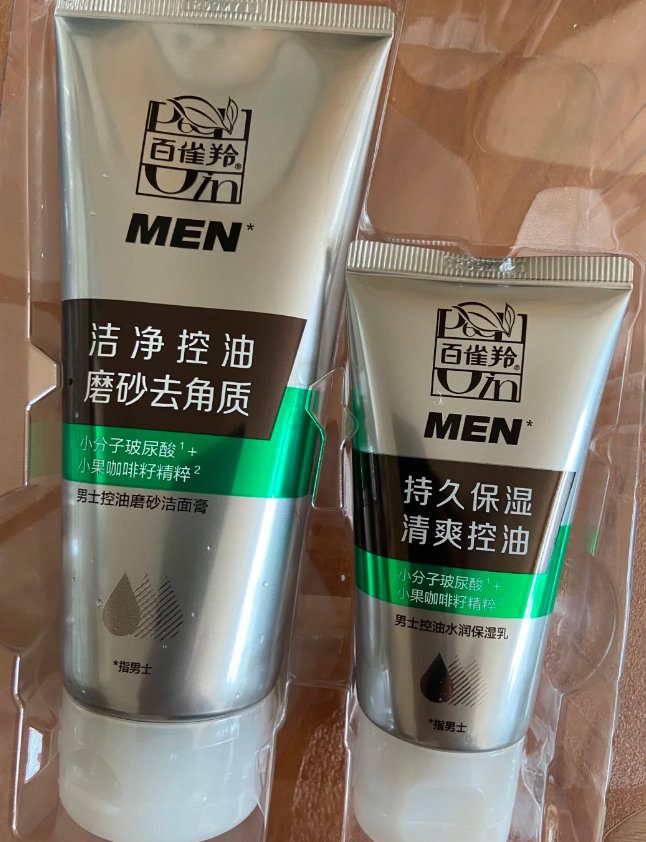 百雀羚®
MEN*
洁净控油
磨砂去角质
小分子玻尿酸¹+
小果咖啡籽精粹²
男士控油磨砂洁面膏
*指男士
百雀羚®
MEN*
持久保湿
清爽控油
小分子玻尿酸¹+
小果咖啡籽精粹²
男士控油水润保湿乳
*指男士